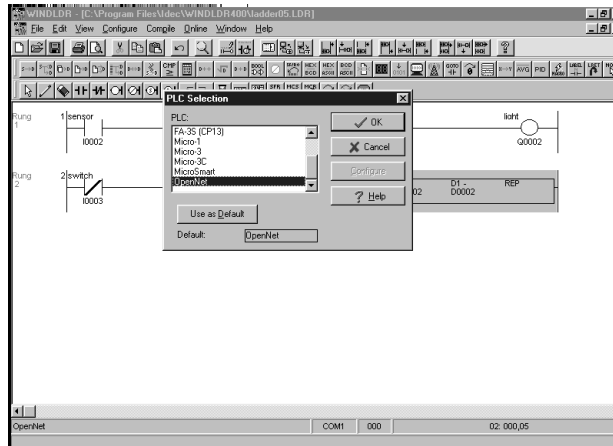 WINDLDR - [C:\Program Files\Idec\WINDLDR400\ladder05.LDR]
File Edit View Configure Compile Online Window Help
PLC Selection
PLC:
FA-3S (CP13)
Micro-1
Micro-3
Micro-3C
MicroSmart
OpenNet
OK
Cancel
Configure
Help
Use as Default
Default: OpenNet
Rung 1
1 sensor
I0002
light
Q0002
Rung 2
2 switch
I0003
02
D1 -
D0002
REP
OpenNet COM1 000 02: 000,05